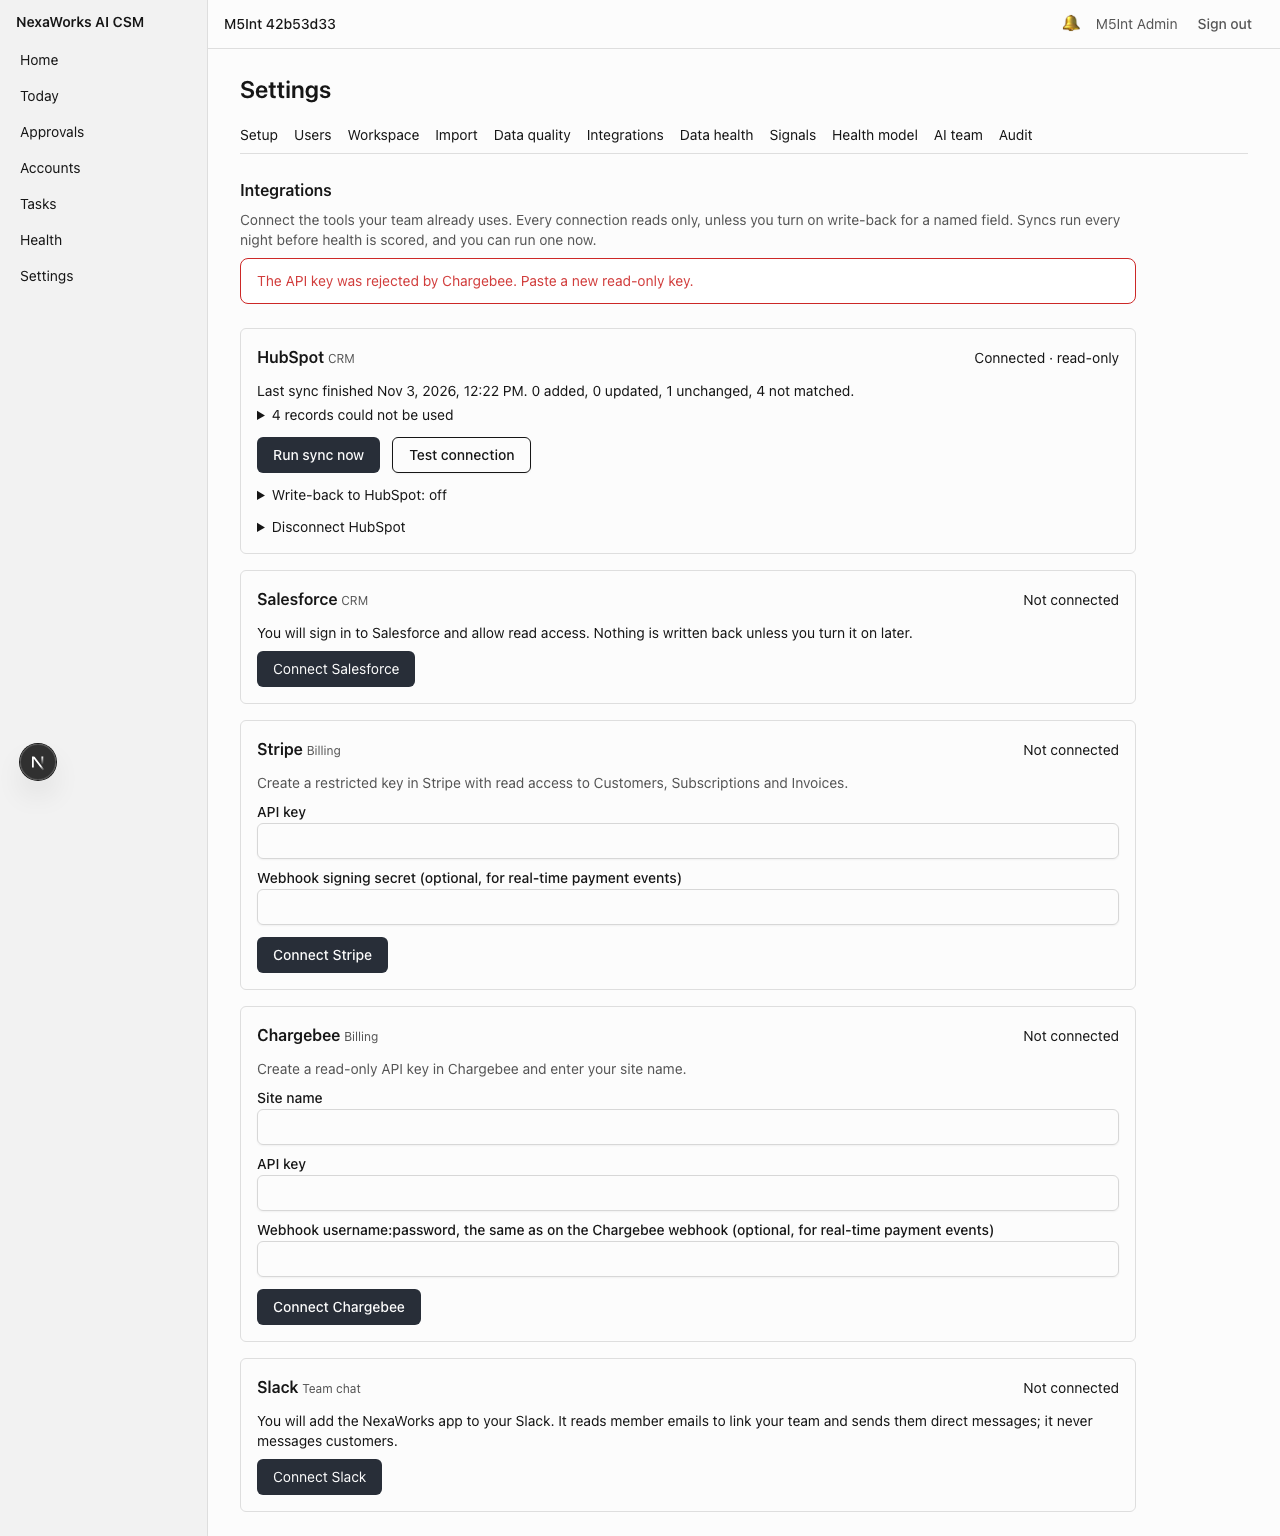 NexaWorks AI CSM
Home
Today
Approvals
Accounts
Tasks
Health
Settings
M5Int 42b53d33
M5Int Admin
Sign out
Settings
Setup Users Workspace Import Data quality Integrations Data health Signals Health model AI team Audit
Integrations
Connect the tools your team already uses. Every connection reads only, unless you turn on write-back for a named field. Syncs run every
night before health is scored, and you can run one now.
The API key was rejected by Chargebee. Paste a new read-only key.
HubSpot CRM
Connected · read-only
Last sync finished Nov 3, 2026, 12:22 PM. 0 added, 0 updated, 1 unchanged, 4 not matched.
4 records could not be used
Run sync now
Test connection
Write-back to HubSpot: off
Disconnect HubSpot
Salesforce CRM
Not connected
You will sign in to Salesforce and allow read access. Nothing is written back unless you turn it on later.
Connect Salesforce
Stripe Billing
Not connected
Create a restricted key in Stripe with read access to Customers, Subscriptions and Invoices.
API key
Webhook signing secret (optional, for real-time payment events)
Connect Stripe
Chargebee Billing
Not connected
Create a read-only API key in Chargebee and enter your site name.
Site name
API key
Webhook username:password, the same as on the Chargebee webhook (optional, for real-time payment events)
Connect Chargebee
Slack Team chat
Not connected
You will add the NexaWorks app to your Slack. It reads member emails to link your team and sends them direct messages; it never
messages customers.
Connect Slack
N